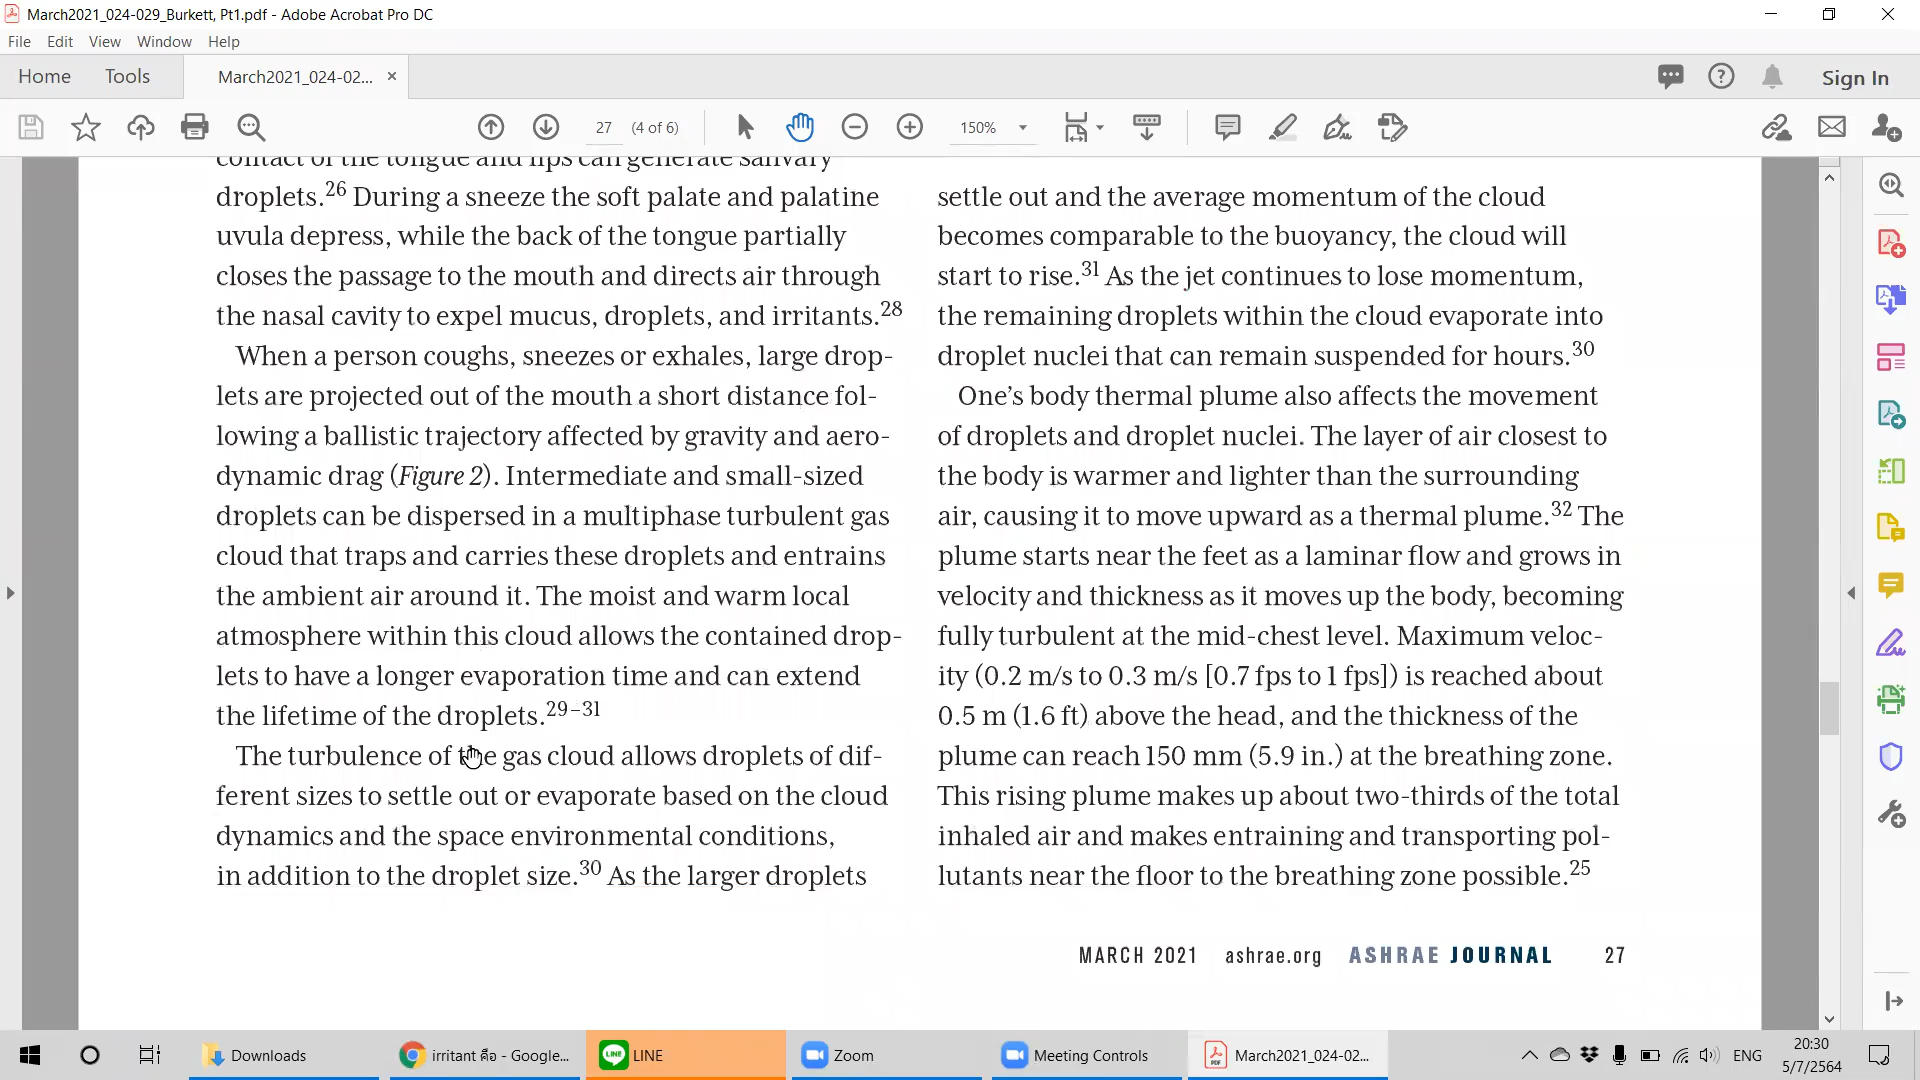 March2021_024-029_Burkett, Pt1.pdf - Adobe Acrobat Pro DC
File Edit View Window Help
Home Tools March2021_024-02... × Sign In
27 (4 of 6) 150%
contact of the tongue and lips can generate salivary
droplets.26 During a sneeze the soft palate and palatine
uvula depress, while the back of the tongue partially
closes the passage to the mouth and directs air through
the nasal cavity to expel mucus, droplets, and irritants.28
When a person coughs, sneezes or exhales, large drop-
lets are projected out of the mouth a short distance fol-
lowing a ballistic trajectory affected by gravity and aero-
dynamic drag (Figure 2). Intermediate and small-sized
droplets can be dispersed in a multiphase turbulent gas
cloud that traps and carries these droplets and entrains
the ambient air around it. The moist and warm local
atmosphere within this cloud allows the contained drop-
lets to have a longer evaporation time and can extend
the lifetime of the droplets.29–31
The turbulence of the gas cloud allows droplets of dif-
ferent sizes to settle out or evaporate based on the cloud
dynamics and the space environmental conditions,
in addition to the droplet size.30 As the larger droplets
settle out and the average momentum of the cloud
becomes comparable to the buoyancy, the cloud will
start to rise.31 As the jet continues to lose momentum,
the remaining droplets within the cloud evaporate into
droplet nuclei that can remain suspended for hours.30
One’s body thermal plume also affects the movement
of droplets and droplet nuclei. The layer of air closest to
the body is warmer and lighter than the surrounding
air, causing it to move upward as a thermal plume.32 The
plume starts near the feet as a laminar flow and grows in
velocity and thickness as it moves up the body, becoming
fully turbulent at the mid-chest level. Maximum veloc-
ity (0.2 m/s to 0.3 m/s [0.7 fps to 1 fps]) is reached about
0.5 m (1.6 ft) above the head, and the thickness of the
plume can reach 150 mm (5.9 in.) at the breathing zone.
This rising plume makes up about two-thirds of the total
inhaled air and makes entraining and transporting pol-
lutants near the floor to the breathing zone possible.25
MARCH 2021 ashrae.org ASHRAE JOURNAL 27
Downloads irritant คือ - Google... LINE Zoom Meeting Controls March2021_024-02... ENG 20:30
5/7/2564